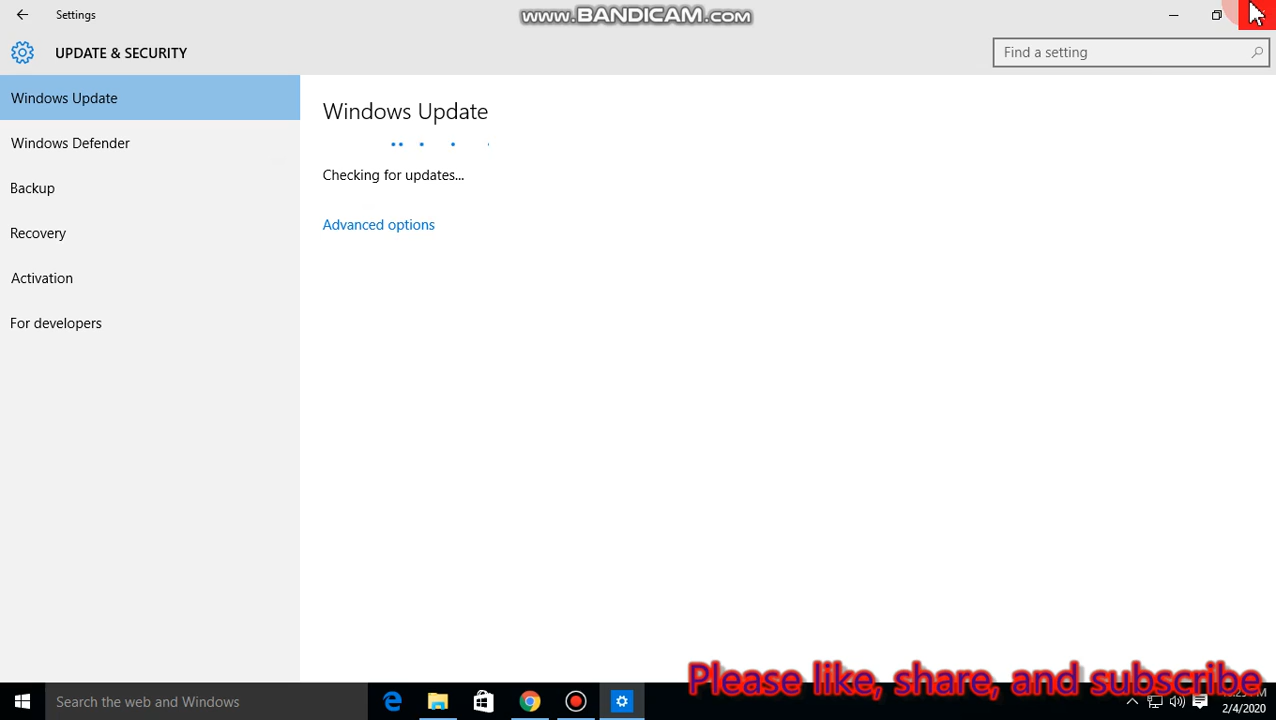 Settings
www.BANDICAM.com
UPDATE & SECURITY
Find a setting
Windows Update
Windows Defender
Backup
Recovery
Activation
For developers
Windows Update
Checking for updates...
Advanced options
Please like, share, and subscribe
Search the web and Windows
2/4/2020